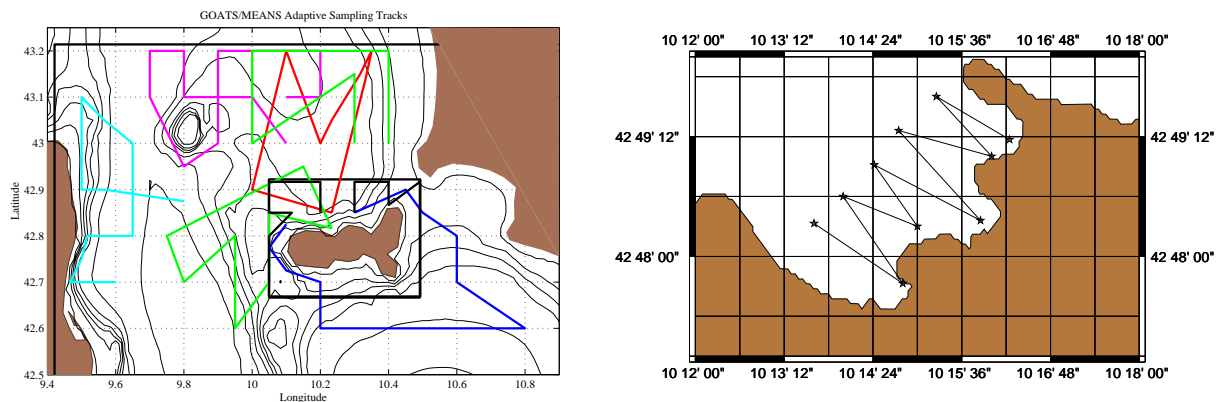 GOATS/MEANS Adaptive Sampling Tracks
43.2
43.1
43
42.9
42.8
42.7
42.6
42.5
Latitude
9.4 9.6 9.8 10 10.2 10.4 10.6 10.8
Longitude
10 12' 00" 10 13' 12" 10 14' 24" 10 15' 36" 10 16' 48" 10 18' 00"
42 49' 12" 42 49' 12"
42 48' 00" 42 48' 00"
10 12' 00" 10 13' 12" 10 14' 24" 10 15' 36" 10 16' 48" 10 18' 00"